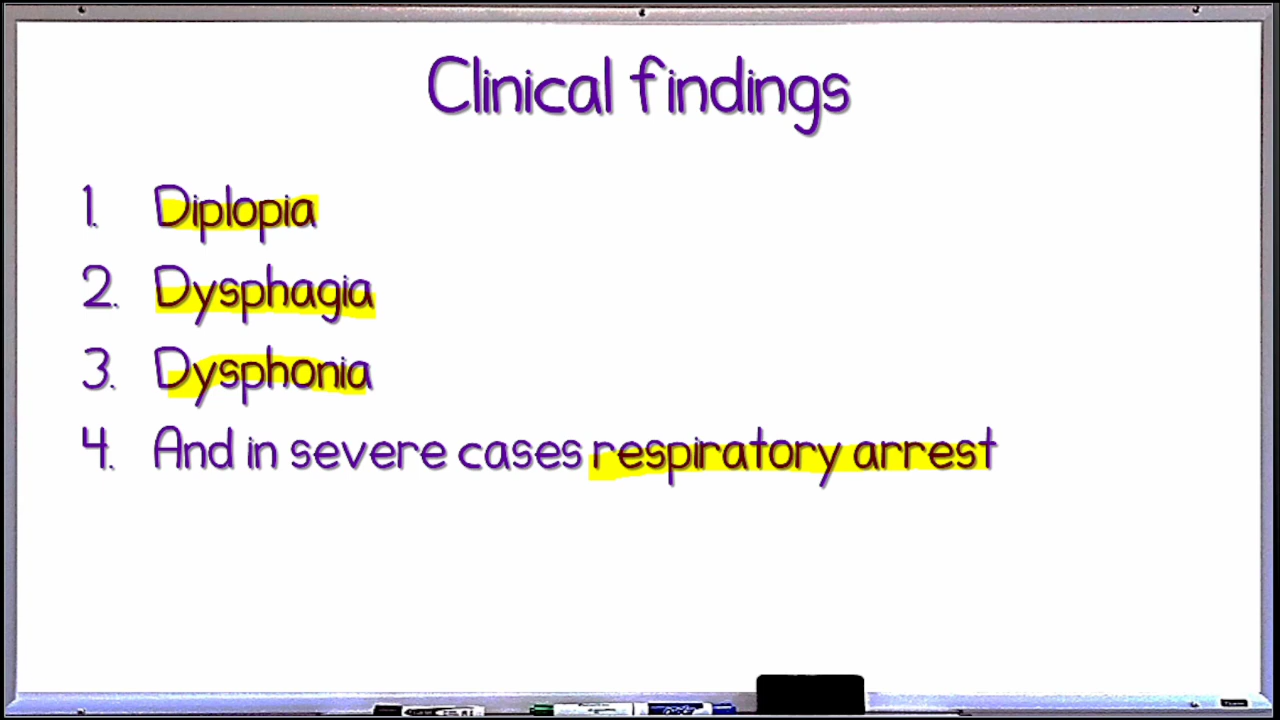 Clinical findings
1. Diplopia
2. Dysphagia
3. Dysphonia
4. And in severe cases respiratory arrest